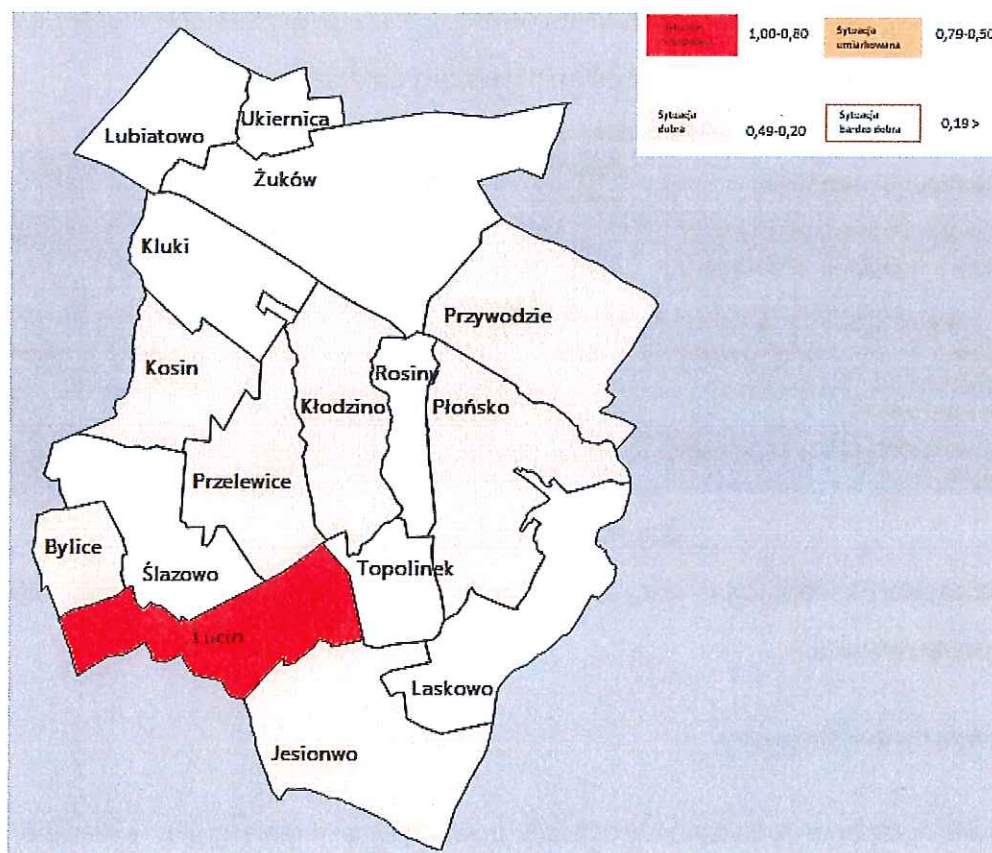 1,00-0,80
Sytuacja
umiarkowana
0,79-0,50
Sytuacja
dobra
0,49-0,20
Sytuacja
bardzo dobra
0,19 >
Ukiernica
Lubiatowo
Żuków
Kluki
Przywodzie
Kosin
Rosiny
Kłodzino
Płońsko
Przelewice
Bylice
Ślazowo
Topolinek
Lucin
Laskowo
Jesionwo